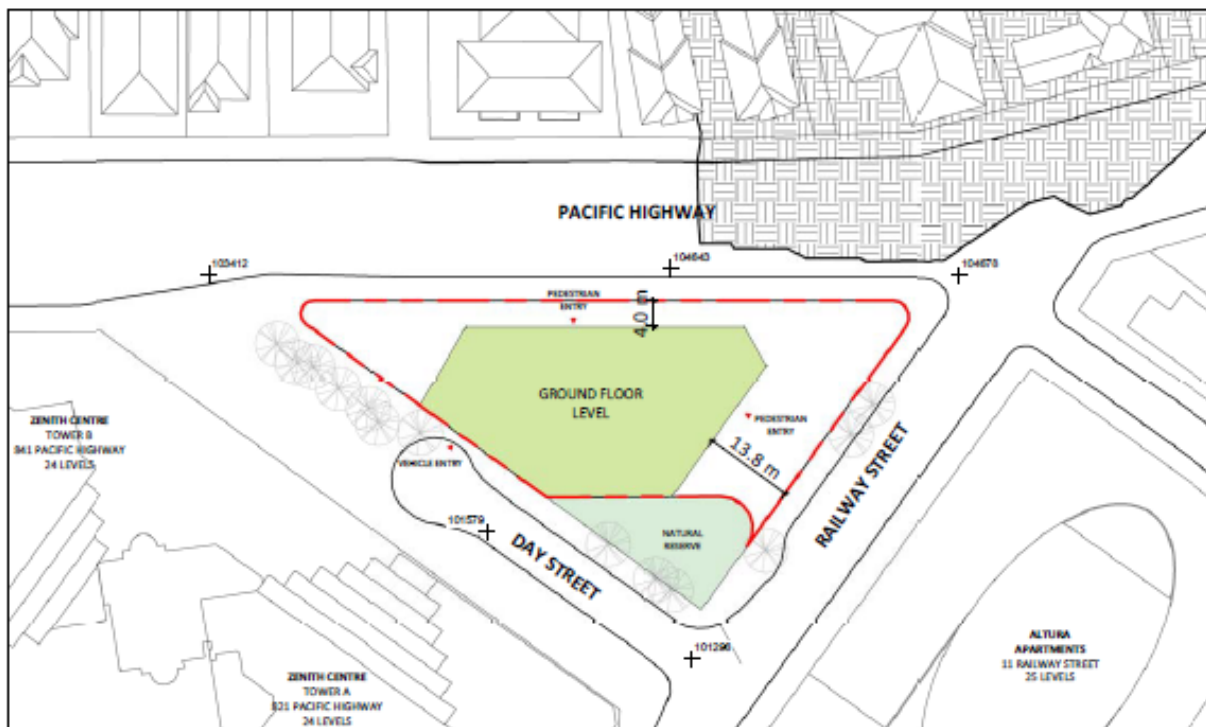 PACIFIC HIGHWAY
103412
104643
104678
PEDESTRIAN
ENTRY
4.0 m
GROUND FLOOR
LEVEL
PEDESTRIAN
ENTRY
13.8 m
RAILWAY STREET
ZENITH CENTRE
TOWER B
841 PACIFIC HIGHWAY
24 LEVELS
VEHICLE ENTRY
101579
DAY STREET
NATURAL
RESERVE
101296
ZENITH CENTRE
TOWER A
821 PACIFIC HIGHWAY
24 LEVELS
ALTURA
APARTMENTS
11 RAILWAY STREET
25 LEVELS